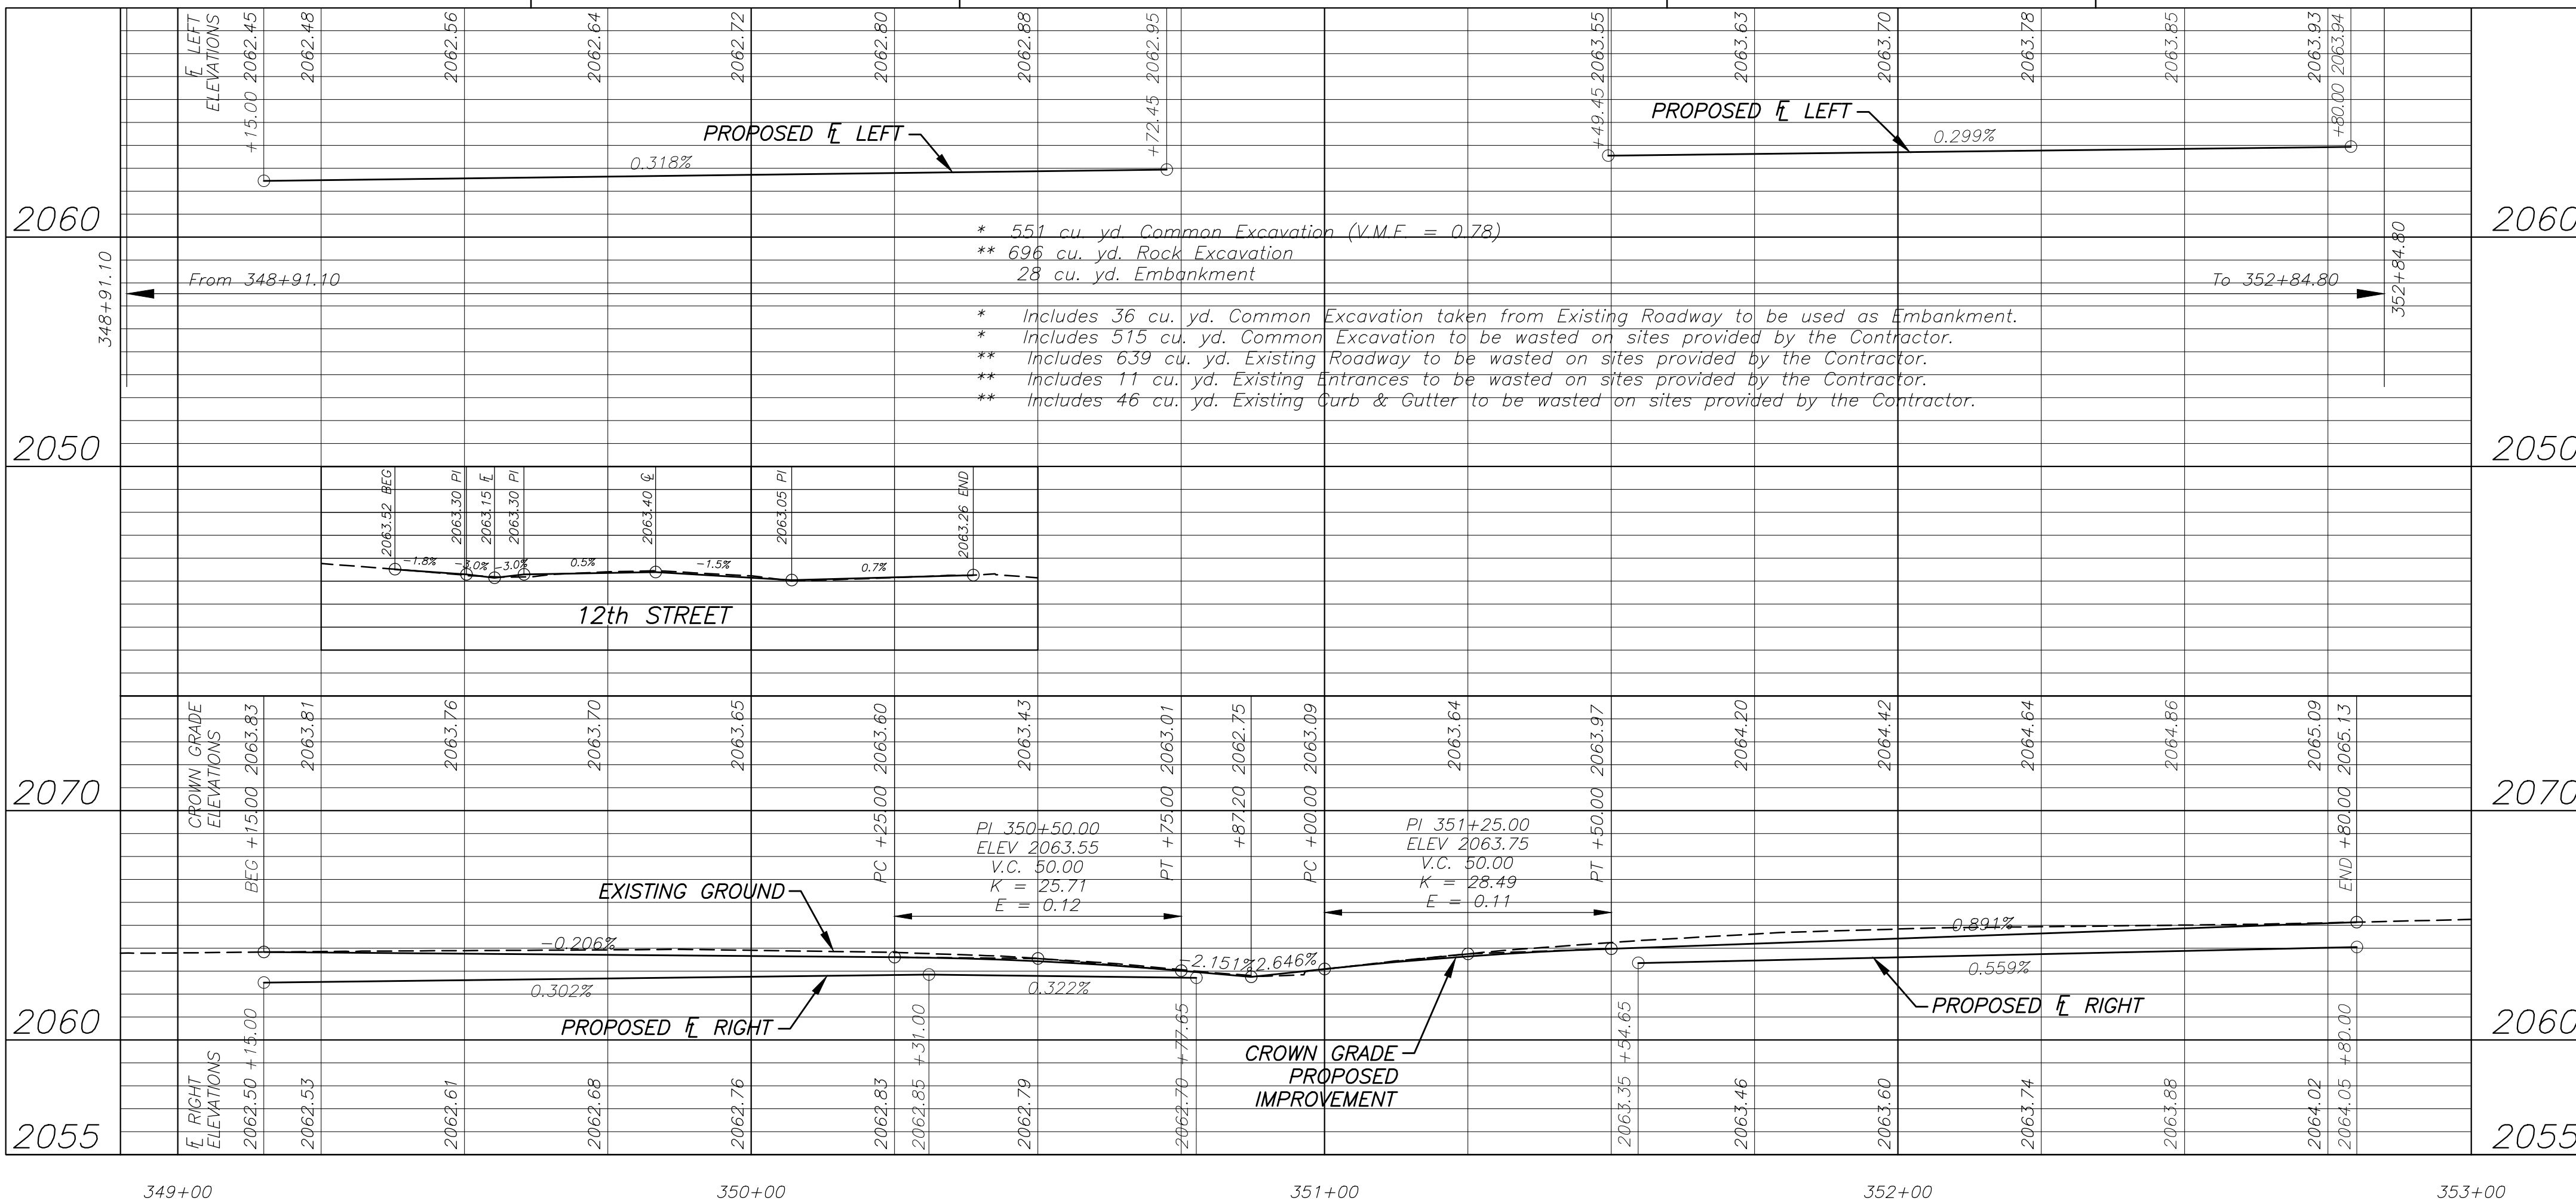 ℄ LEFT
ELEVATIONS
+15.00 2062.45
2062.48
2062.56
2062.64
2062.72
2062.80
2062.88
+72.45 2062.95
+49.45 2063.55
2063.63
2063.70
2063.78
2063.85
2063.93
+80.00 2063.94
PROPOSED FL LEFT
0.318%
PROPOSED FL LEFT
0.299%
2060
2060
* 551 cu. yd. Common Excavation (V.M.F. = 0.78)
** 696 cu. yd. Rock Excavation
28 cu. yd. Embankment
348+91.10
From 348+91.10
To 352+84.80
352+84.80
* Includes 36 cu. yd. Common Excavation taken from Existing Roadway to be used as Embankment.
* Includes 515 cu. yd. Common Excavation to be wasted on sites provided by the Contractor.
** Includes 639 cu. yd. Existing Roadway to be wasted on sites provided by the Contractor.
** Includes 11 cu. yd. Existing Entrances to be wasted on sites provided by the Contractor.
** Includes 46 cu. yd. Existing Curb & Gutter to be wasted on sites provided by the Contractor.
2050
2050
2063.52 BEG
2063.30 PI
2063.15 FL
2063.30 PI
2063.40 ℄
2063.05 PI
2063.26 END
-1.8%
-3.0%
-3.0%
0.5%
-1.5%
0.7%
12th STREET
CROWN GRADE
ELEVATIONS
BEG +15.00 2063.83
2063.81
2063.76
2063.70
2063.65
PC +25.00 2063.60
2063.43
PT +75.00 2063.01
+87.20 2062.75
PC +00.00 2063.09
2063.64
PT +50.00 2063.97
2064.20
2064.42
2064.64
2064.86
2065.09
END +80.00 2065.13
2070
2070
PI 350+50.00
ELEV 2063.55
V.C. 50.00
K = 25.71
E = 0.12
PI 351+25.00
ELEV 2063.75
V.C. 50.00
K = 28.49
E = 0.11
EXISTING GROUND
-0.206%
-2.151%
2.646%
0.891%
0.302%
0.322%
0.559%
PROPOSED FL RIGHT
PROPOSED FL RIGHT
CROWN GRADE
PROPOSED
IMPROVEMENT
2060
2060
FL RIGHT
ELEVATIONS
2062.50 +15.00
2062.53
2062.61
2062.68
2062.76
2062.83
2062.85 +31.00
2062.79
2062.70 +77.65
2063.35 +54.65
2063.46
2063.60
2063.74
2063.88
2064.02
2064.05 +80.00
2055
2055
349+00
350+00
351+00
352+00
353+00